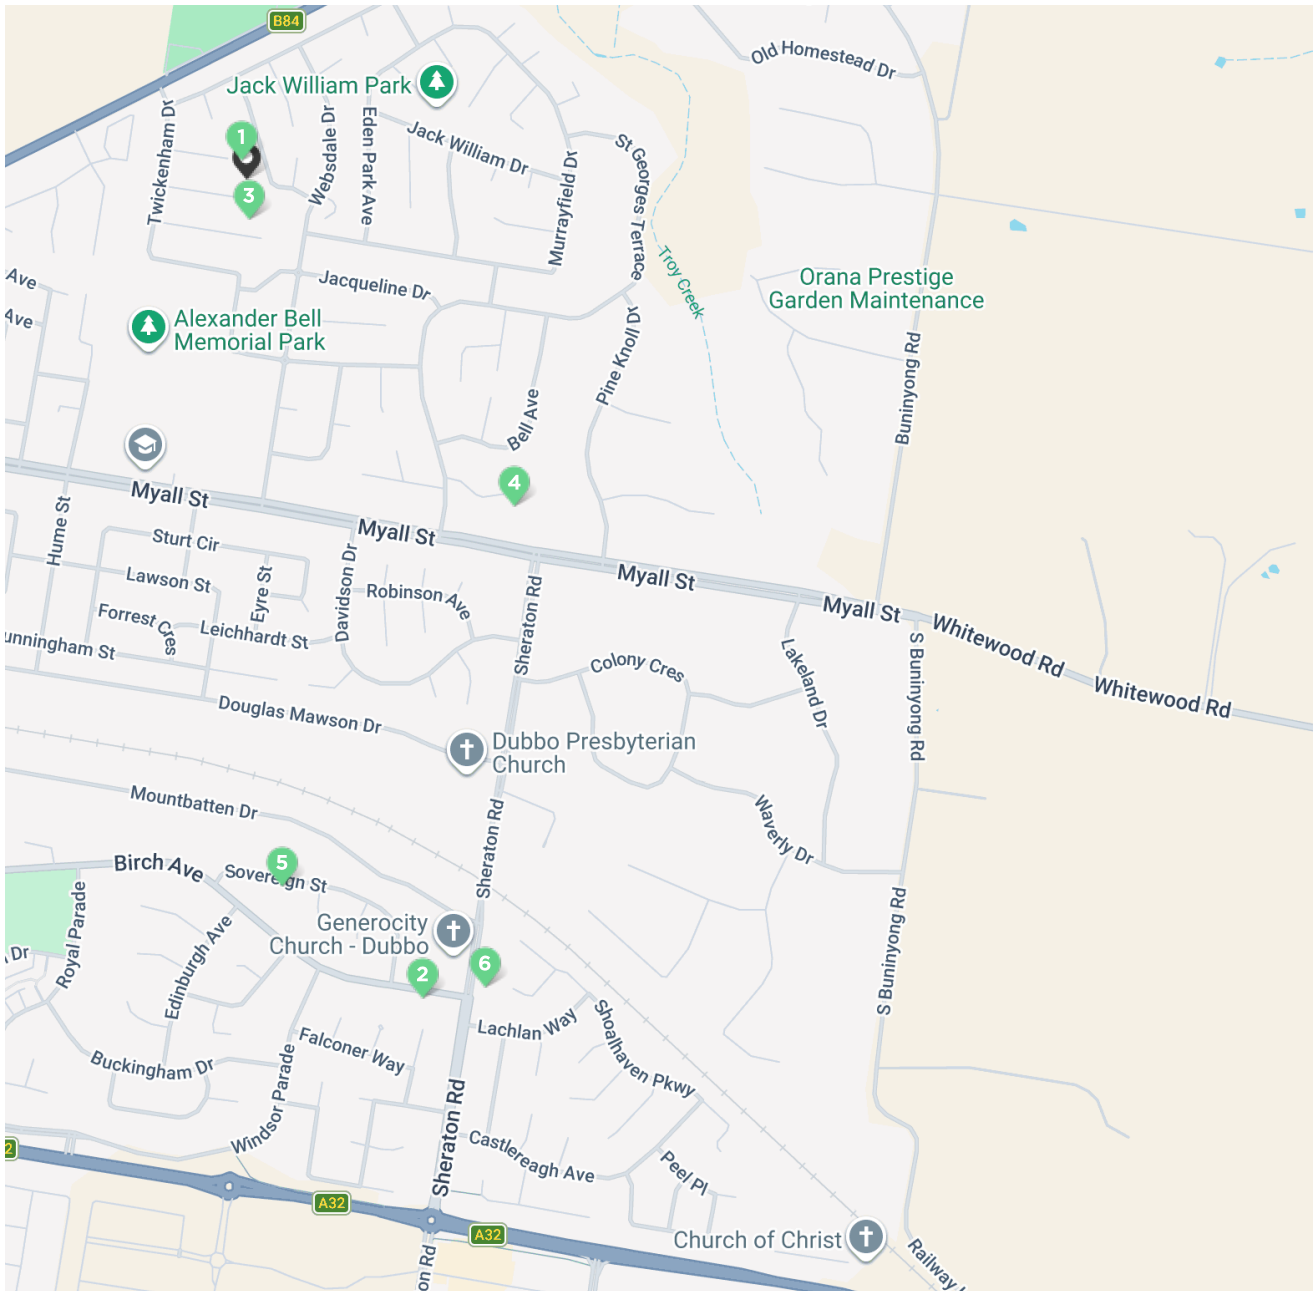 B84
Old Homestead Dr
Jack William Park
Twickenham Dr
1
Websdale Dr
Eden Park Ave
Jack William Dr
Murrayfield Dr
St Georges Terrace
3
Troy Creek
Ave
Jacqueline Dr
Orana Prestige
Garden Maintenance
Ave
Alexander Bell
Memorial Park
Pine Knoll Dr
Buninyong Rd
Bell Ave
4
Myall St
Hume St
Myall St
Sturt Cir
Davidson Dr
Myall St
Lawson St
Eyre St
Robinson Ave
Sheraton Rd
Myall St
Forrest Cres
Leichhardt St
Whitewood Rd
unningham St
Colony Cres
Lakeland Dr
S Buninyong Rd
Whitewood Rd
Douglas Mawson Dr
Dubbo Presbyterian
Church
Mountbatten Dr
Sheraton Rd
Waverly Dr
5
Birch Ave
Sovereign St
Royal Parade
Generocity
Church - Dubbo
Edinburgh Ave
S Buninyong Rd
Dr
2
6
Lachlan Way
Shoalhaven Pkwy
Falconer Way
Buckingham Dr
Windsor Parade
Sheraton Rd
Castlereagh Ave
2
Peel Pl
A32
A32
Church of Christ
on Rd
Railway